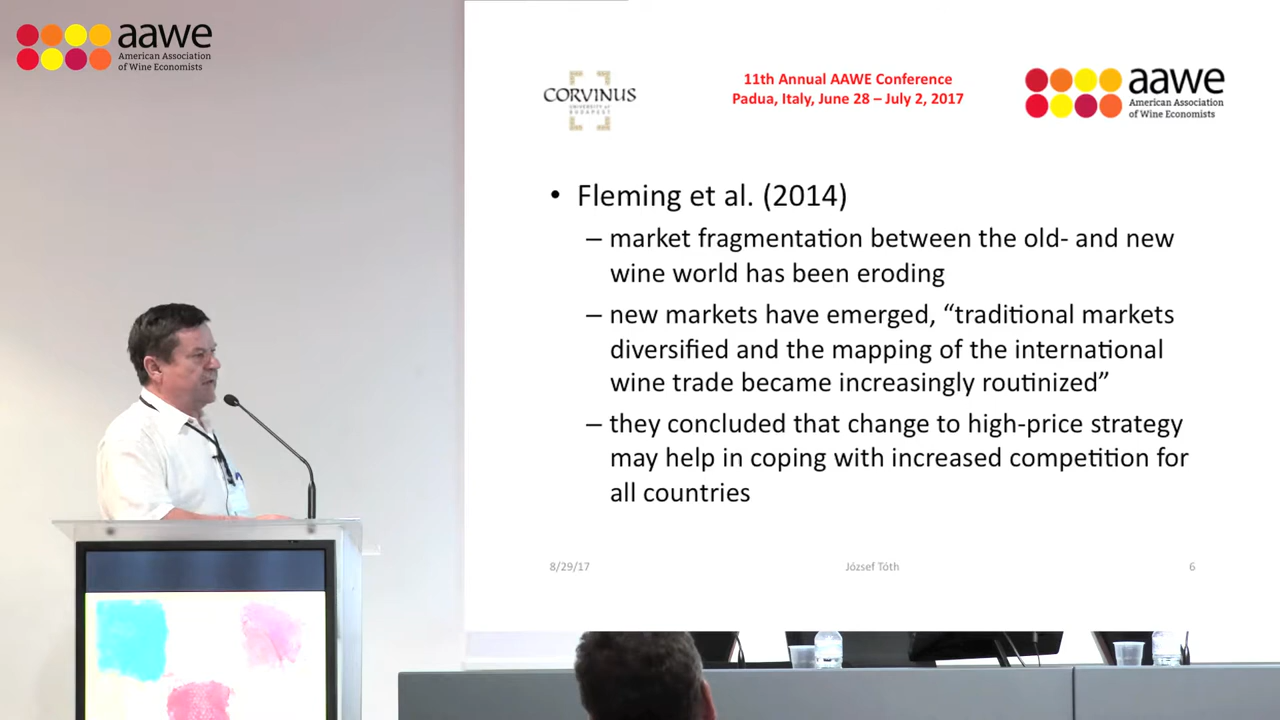 aawe
American Association
of Wine Economists
CORVINUS
UNIVERSITY of
BUDAPEST
11th Annual AAWE Conference
Padua, Italy, June 28 – July 2, 2017
aawe
American Association
of Wine Economists
• Fleming et al. (2014)
– market fragmentation between the old- and new
wine world has been eroding
– new markets have emerged, “traditional markets
diversified and the mapping of the international
wine trade became increasingly routinized”
– they concluded that change to high-price strategy
may help in coping with increased competition for
all countries
8/29/17
József Tóth
6